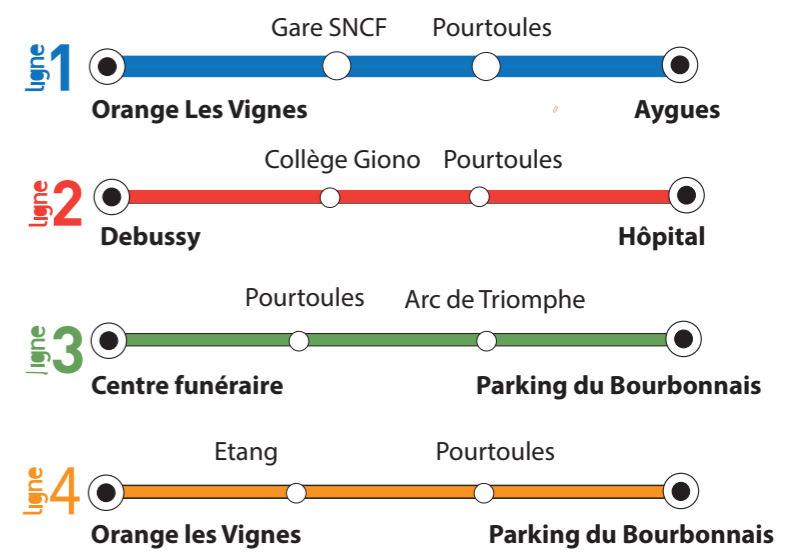 Gare SNCF Pourtoules
ligne 1
Orange Les Vignes Aygues
Collège Giono Pourtoules
ligne 2
Debussy Hôpital
Pourtoules Arc de Triomphe
ligne 3
Centre funéraire Parking du Bourbonnais
Etang Pourtoules
ligne 4
Orange les Vignes Parking du Bourbonnais